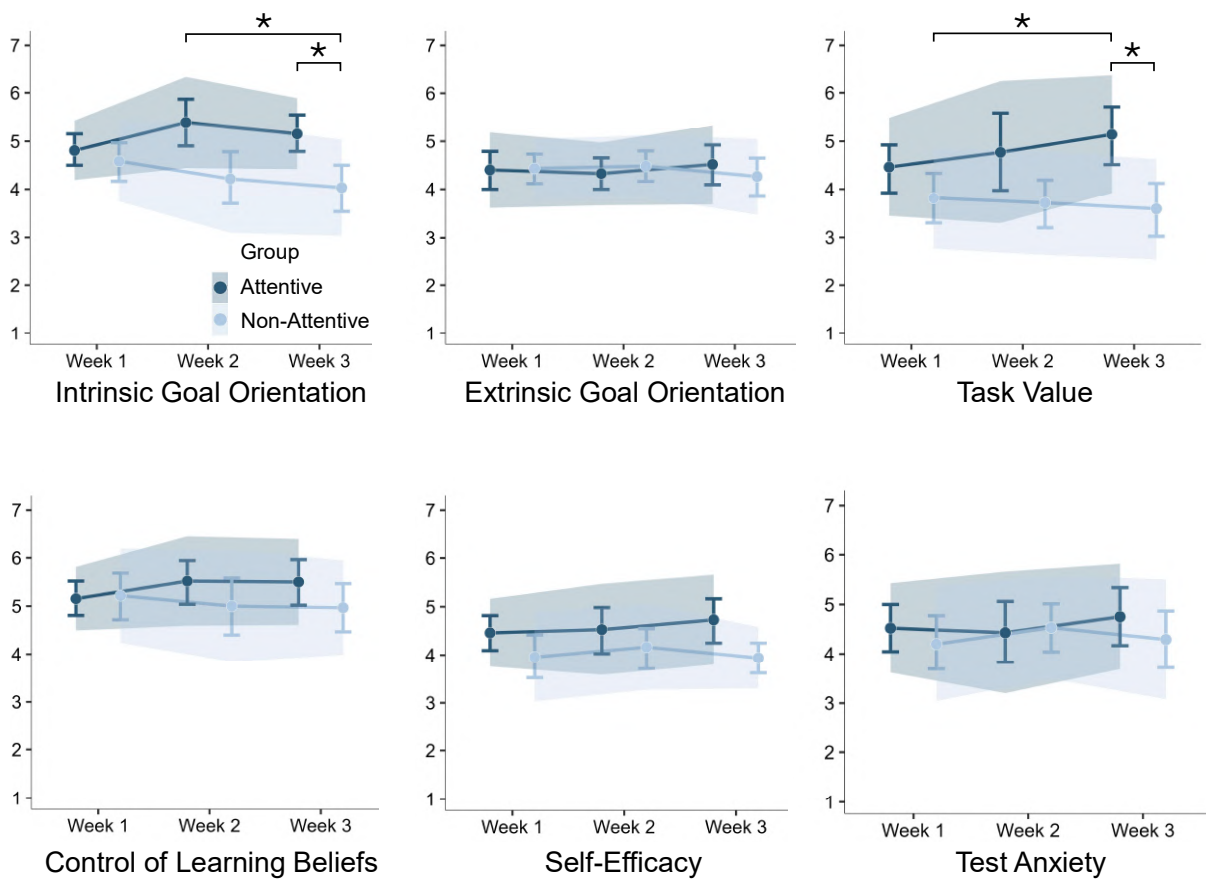 * * * *
7 7 7
6 6 6
5 5 5
4 4 4
3 3 3
Group
2 Attentive 2 2
Non-Attentive
1 1 1
Week 1 Week 2 Week 3 Week 1 Week 2 Week 3 Week 1 Week 2 Week 3
Intrinsic Goal Orientation Extrinsic Goal Orientation Task Value
7 7 7
6 6 6
5 5 5
4 4 4
3 3 3
2 2 2
1 1 1
Week 1 Week 2 Week 3 Week 1 Week 2 Week 3 Week 1 Week 2 Week 3
Control of Learning Beliefs Self-Efficacy Test Anxiety